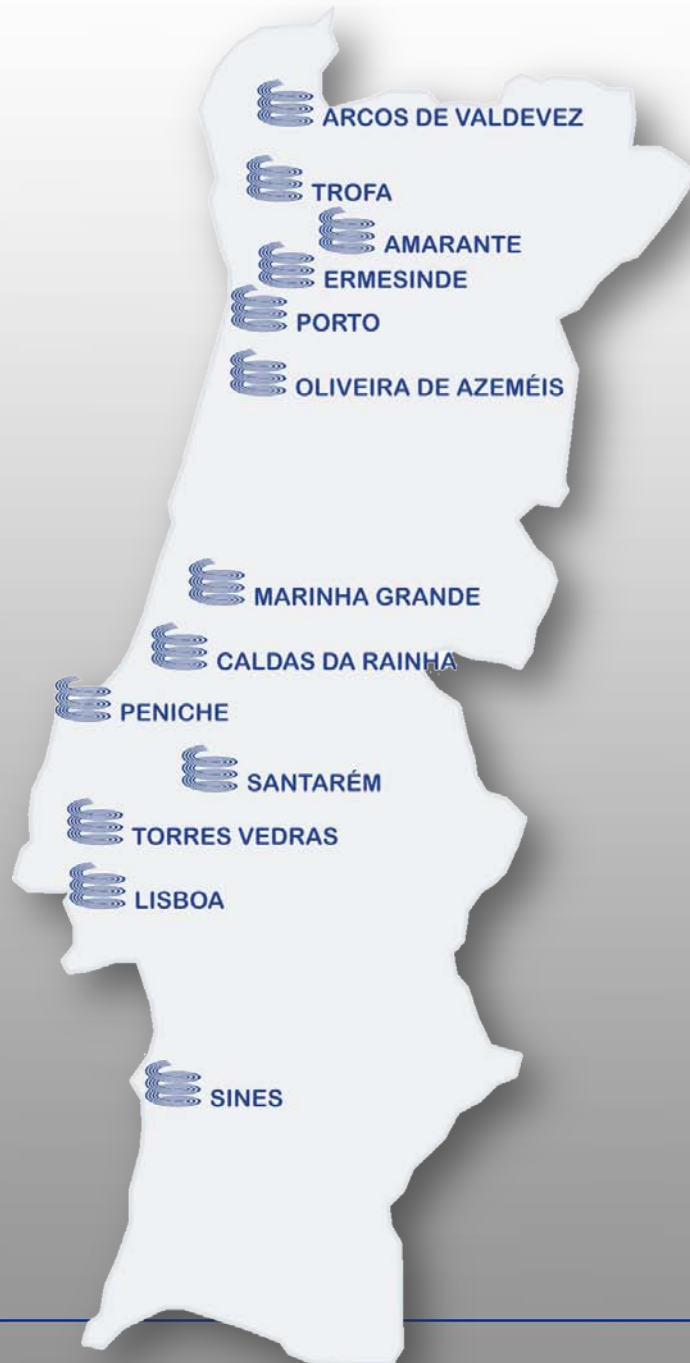 ARCOS DE VALDEVEZ
TROFA
AMARANTE
ERMESINDE
PORTO
OLIVEIRA DE AZEMÉIS
MARINHA GRANDE
CALDAS DA RAINHA
PENICHE
SANTARÉM
TORRES VEDRAS
LISBOA
SINES